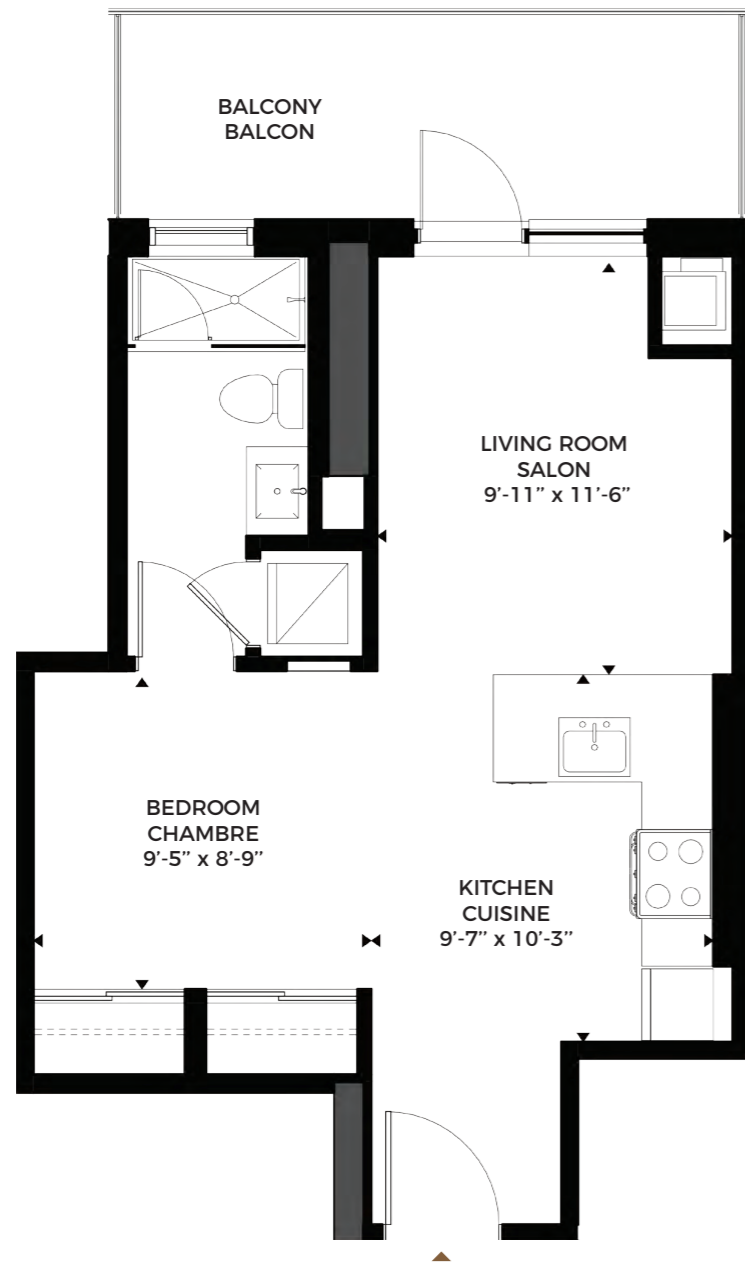 BALCONY
BALCON
LIVING ROOM
SALON
9’-11” x 11’-6”
BEDROOM
CHAMBRE
9’-5” x 8’-9”
KITCHEN
CUISINE
9’-7” x 10’-3”